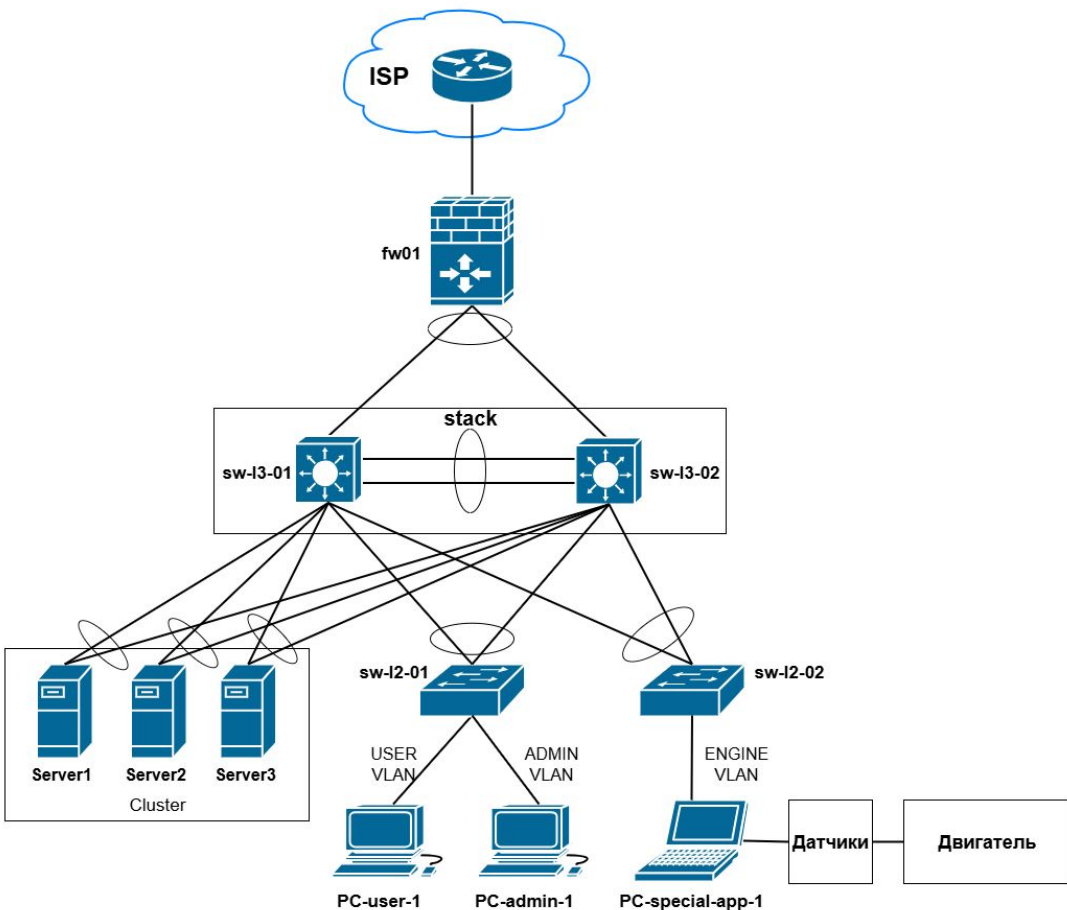 ISP
fw01
stack
sw-l3-01
sw-l3-02
sw-l2-01
sw-l2-02
Server1
Server2
Server3
Cluster
USER
VLAN
ADMIN
VLAN
ENGINE
VLAN
Датчики
Двигатель
PC-user-1
PC-admin-1
PC-special-app-1